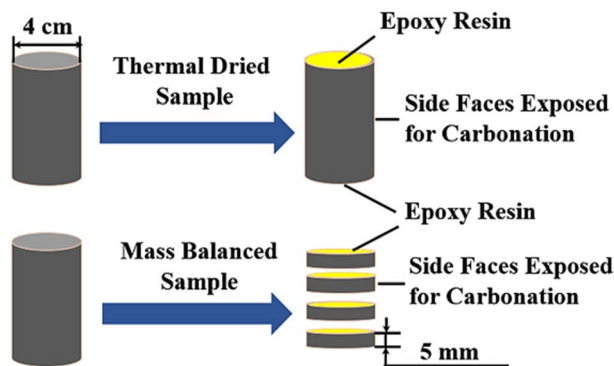 4 cm
Epoxy Resin
Thermal Dried
Sample
Side Faces Exposed
for Carbonation
Epoxy Resin
Mass Balanced
Sample
Side Faces Exposed
for Carbonation
5 mm